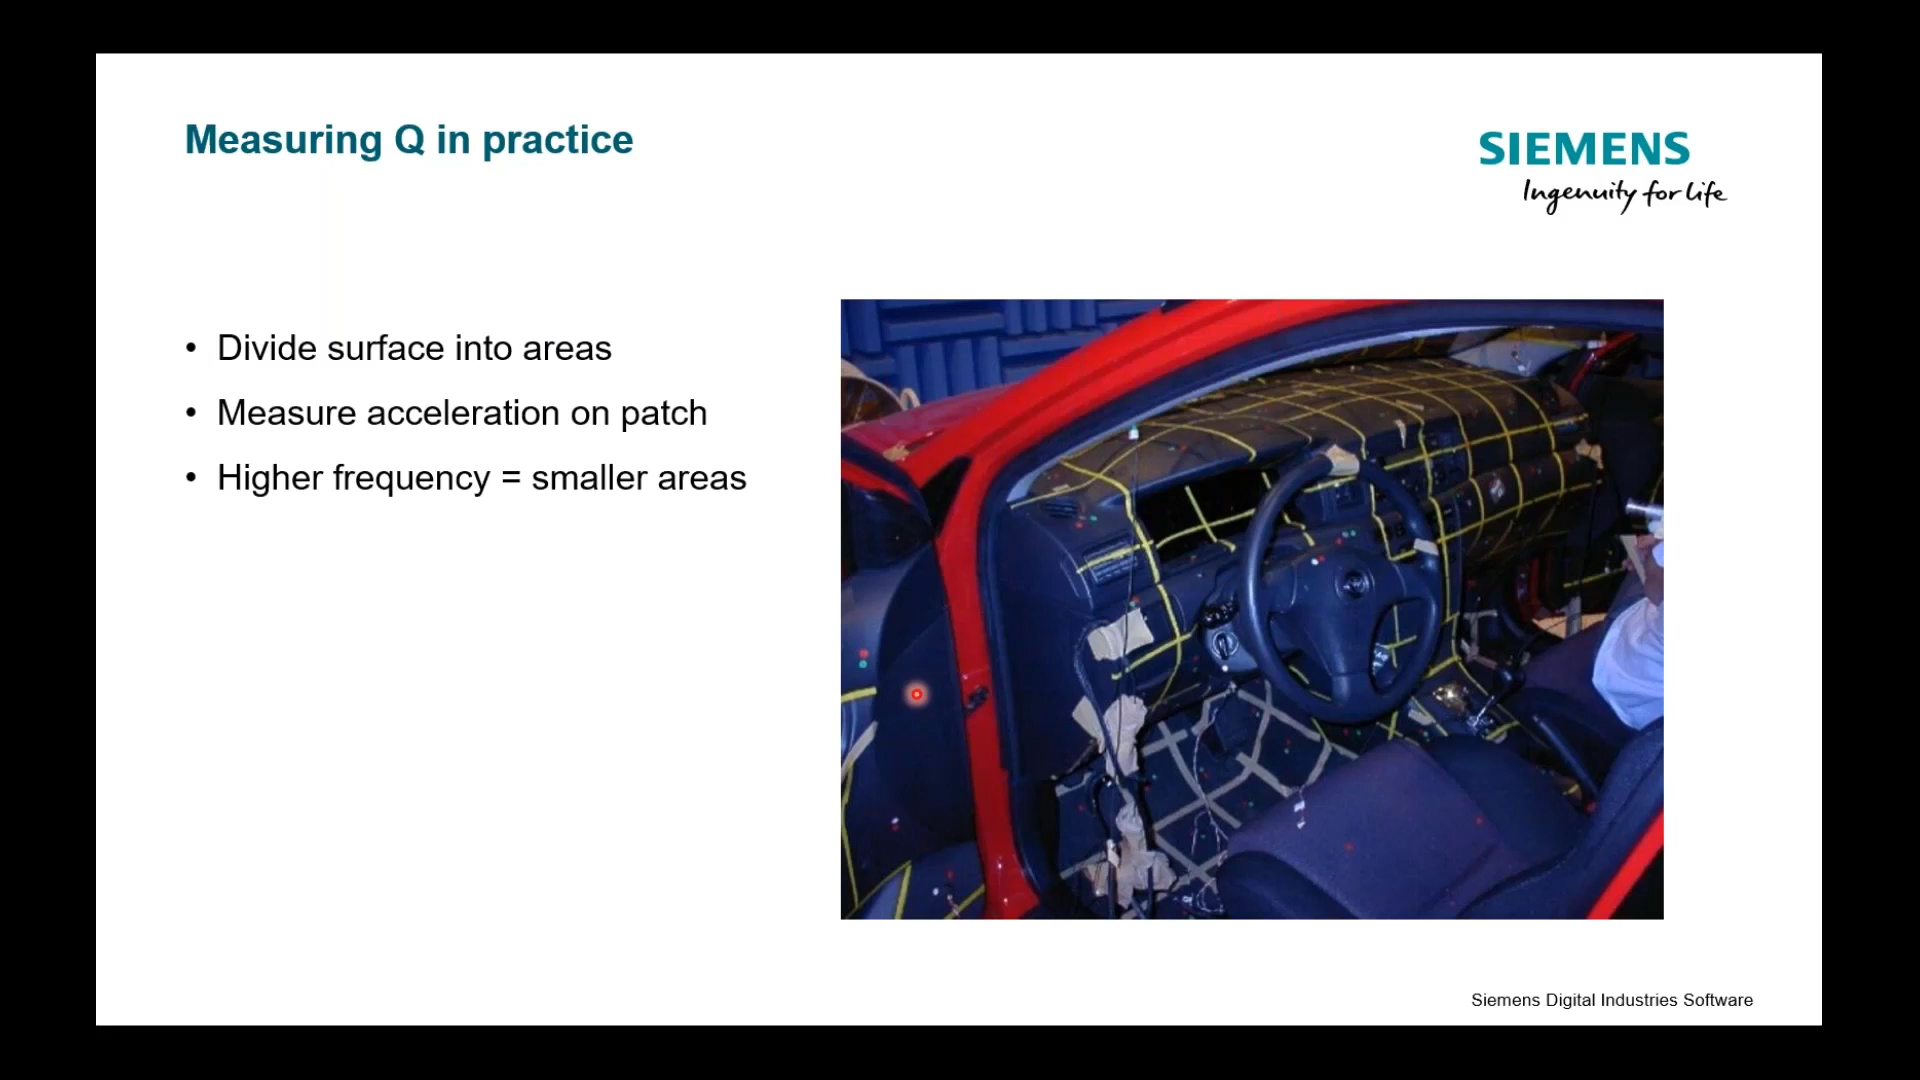 Measuring Q in practice
SIEMENS
Ingenuity for life
• Divide surface into areas
• Measure acceleration on patch
• Higher frequency = smaller areas
Siemens Digital Industries Software